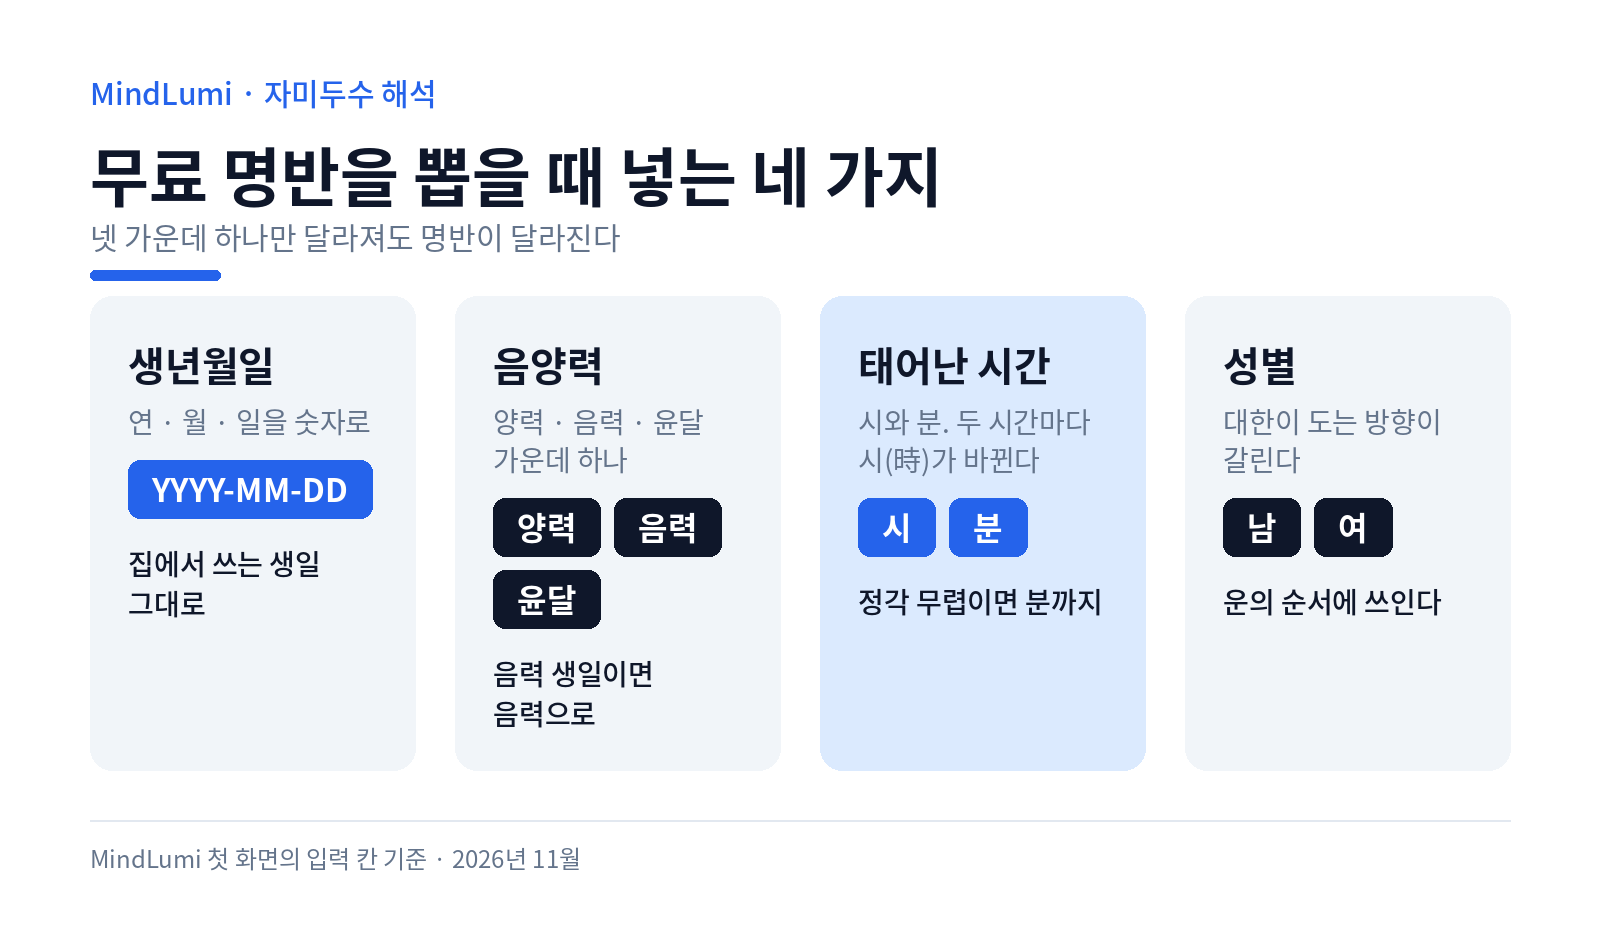 MindLumi · 자미두수 해석
무료 명반을 뽑을 때 넣는 네 가지
넷 가운데 하나만 달라져도 명반이 달라진다
생년월일
연 · 월 · 일을 숫자로
YYYY-MM-DD
집에서 쓰는 생일
그대로
음양력
양력 · 음력 · 윤달
가운데 하나
양력 음력
윤달
음력 생일이면
음력으로
태어난 시간
시와 분. 두 시간마다
시(時)가 바뀐다
시 분
정각 무렵이면 분까지
성별
대한이 도는 방향이
갈린다
남 여
운의 순서에 쓰인다
MindLumi 첫 화면의 입력 칸 기준 · 2026년 11월